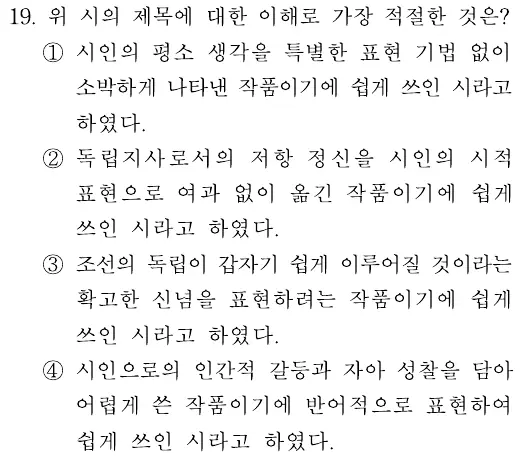 19. 위 시의 제목에 대한 이해로 가장 적절한 것은?
① 시인의 평소 생각을 특별한 표현 기법 없이
소박하게 나타낸 작품이기에 쉽게 쓰인 시라고
하였다.
② 독립지사로서의 저항 정신을 시인의 시적
표현으로 여과 없이 옮긴 작품이기에 쉽게
쓰인 시라고 하였다.
③ 조선의 독립이 갑자기 쉽게 이루어질 것이라는
확고한 신념을 표현하려는 작품이기에 쉽게
쓰인 시라고 하였다.
④ 시인으로의 인간적 갈등과 자아 성찰을 담아
어렵게 쓴 작품이기에 반어적으로 표현하여
쉽게 쓰인 시라고 하였다.